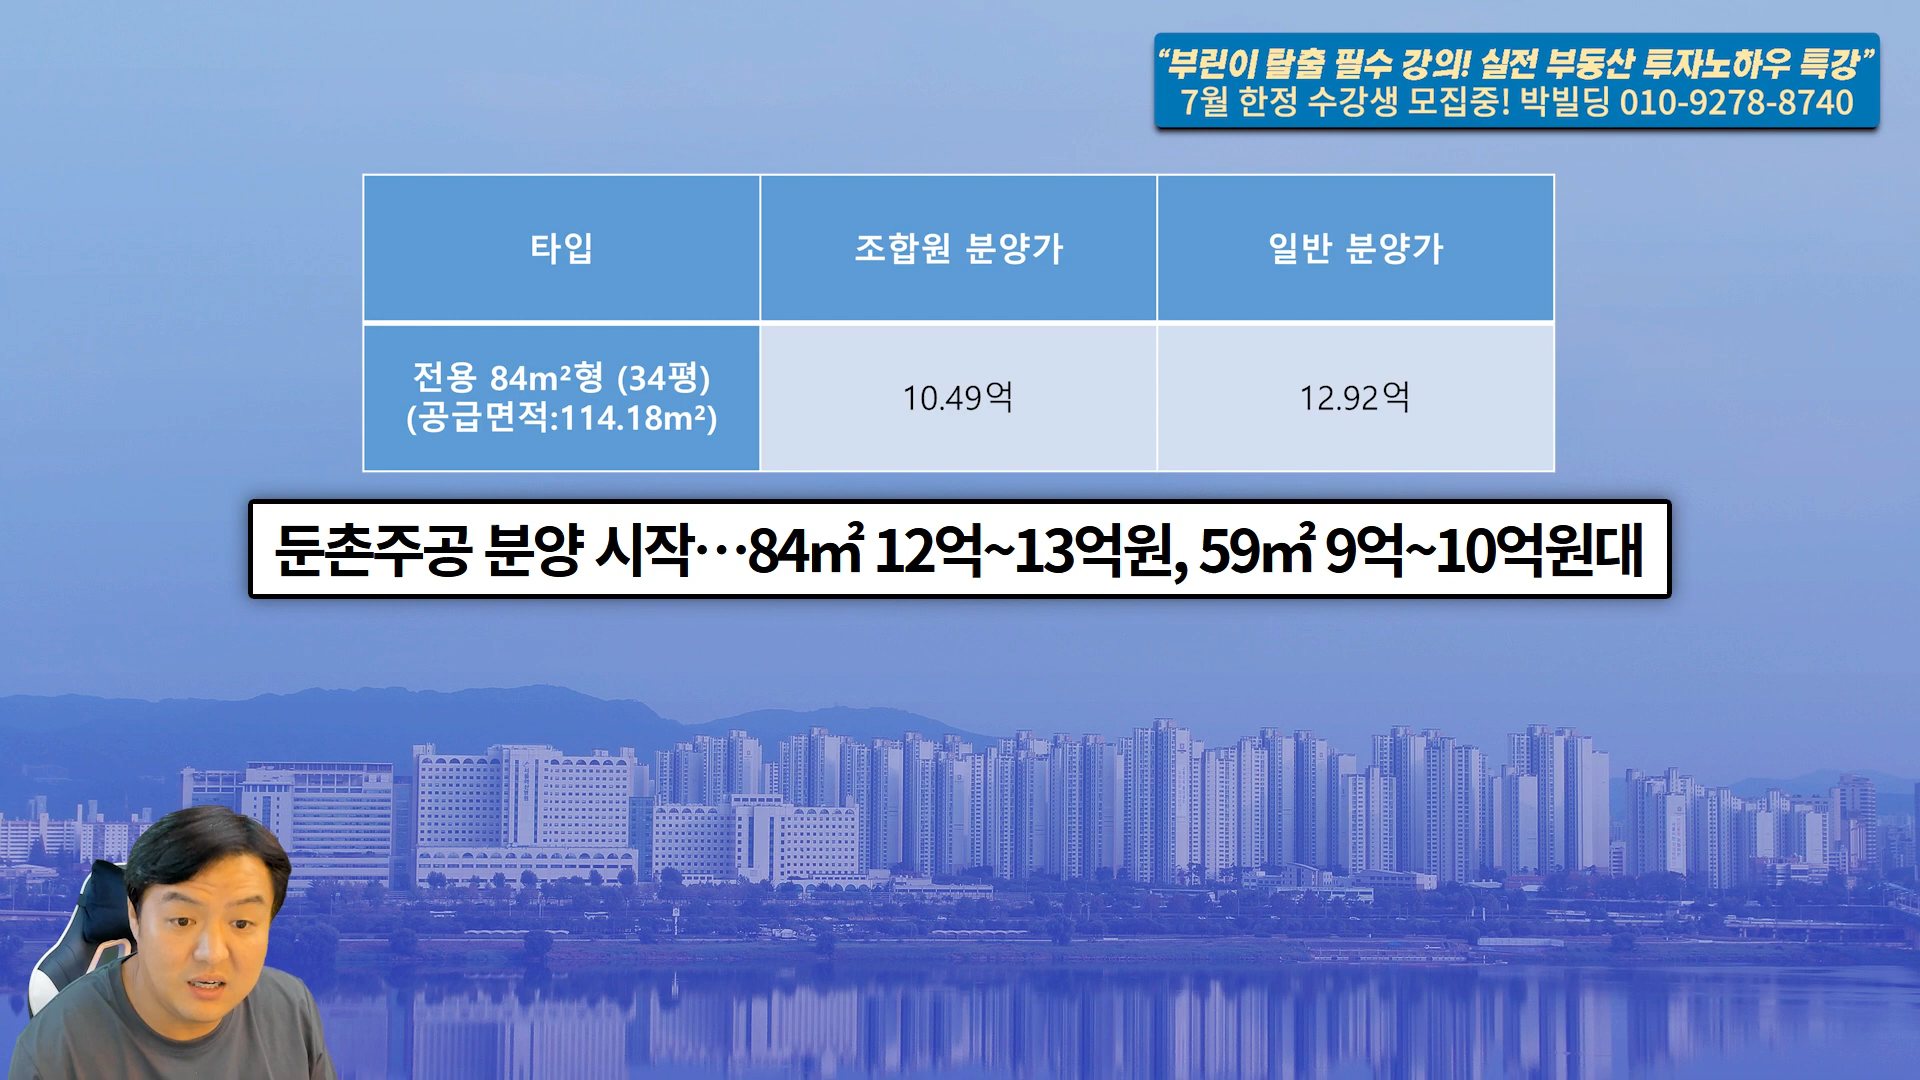 “부린이 탈출 필수 강의! 실전 부동산 투자노하우 특강”
7월 한정 수강생 모집중! 박빌딩 010-9278-8740
타입
조합원 분양가
일반 분양가
전용 84m²형 (34평)
(공급면적:114.18m²)
10.49억
12.92억
둔촌주공 분양 시작…84㎡ 12억~13억원, 59㎡ 9억~10억원대